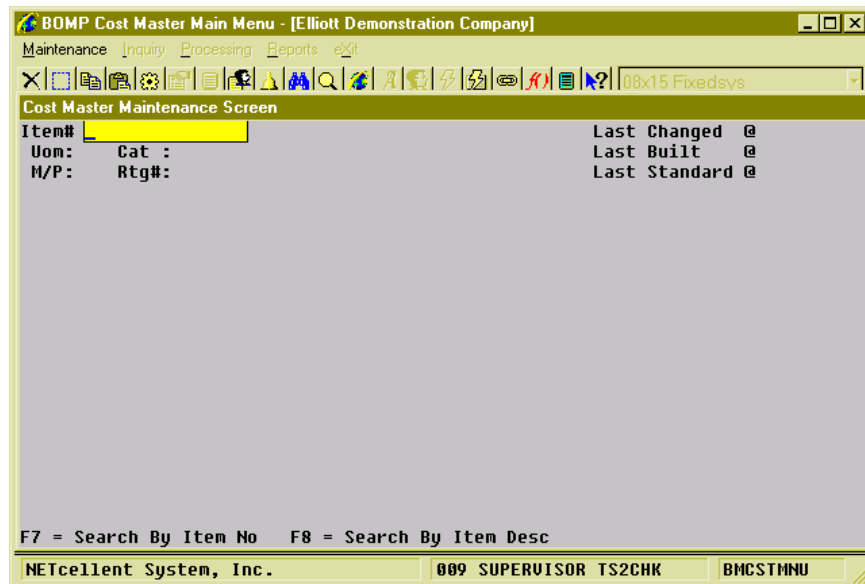 BOMP Cost Master Main Menu - [Elliott Demonstration Company]
Maintenance Inquiry Processing Reports eXit
08x15 Fixedsys
Cost Master Maintenance Screen
Item# Last Changed @
Uom: Cat : Last Built @
M/P: Rtg#: Last Standard @
F7 = Search By Item No F8 = Search By Item Desc
NETcellent System, Inc. 009 SUPERVISOR TS2CHK BMCSTMNU